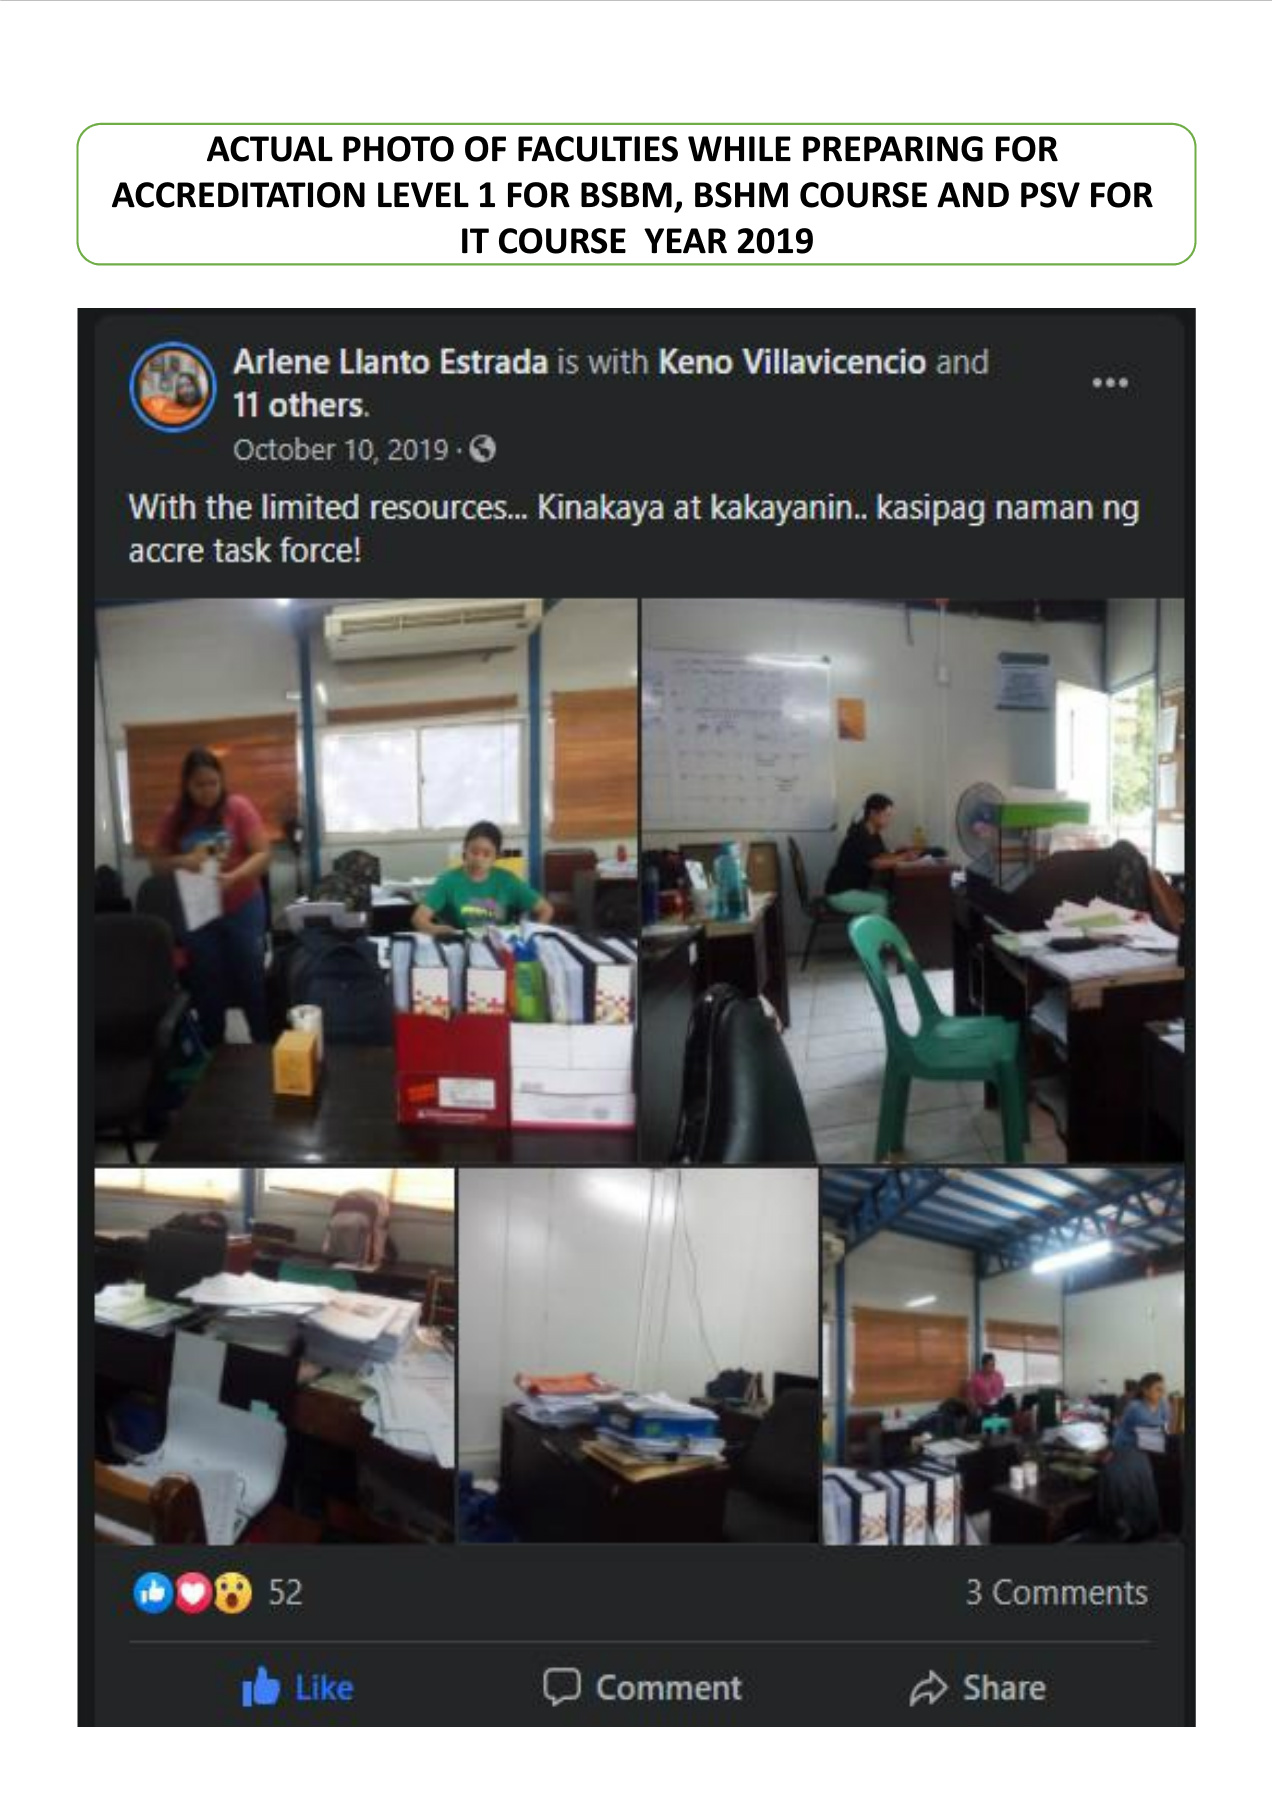 ACTUAL PHOTO OF FACULTIES WHILE PREPARING FOR
ACCREDITATION LEVEL 1 FOR BSBM, BSHM COURSE AND PSV FOR
IT COURSE  YEAR 2019
Arlene Llanto Estrada is with Keno Villavicencio and
11 others.
October 10, 2019 ·
With the limited resources... Kinakaya at kakayanin.. kasipag naman ng
accre task force!
52
3 Comments
Like
Comment
Share